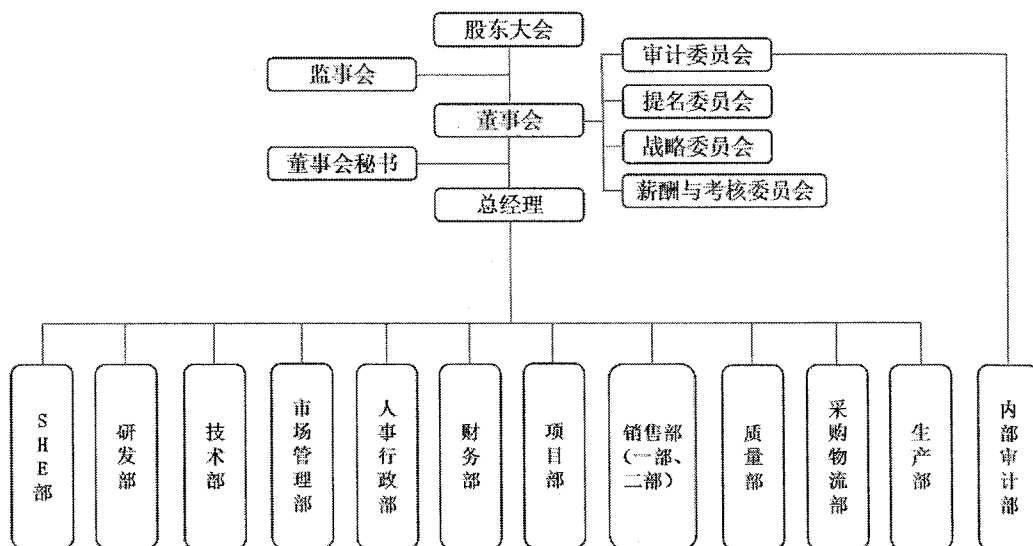 股东大会
监事会
审计委员会
提名委员会
董事会
战略委员会
董事会秘书
薪酬与考核委员会
总经理
SHE部
研发部
技术部
市场管理部
人事行政部
财务部
项目部
销售部
(一部、
二部)
质量部
采购物流部
生产部
内部审计部